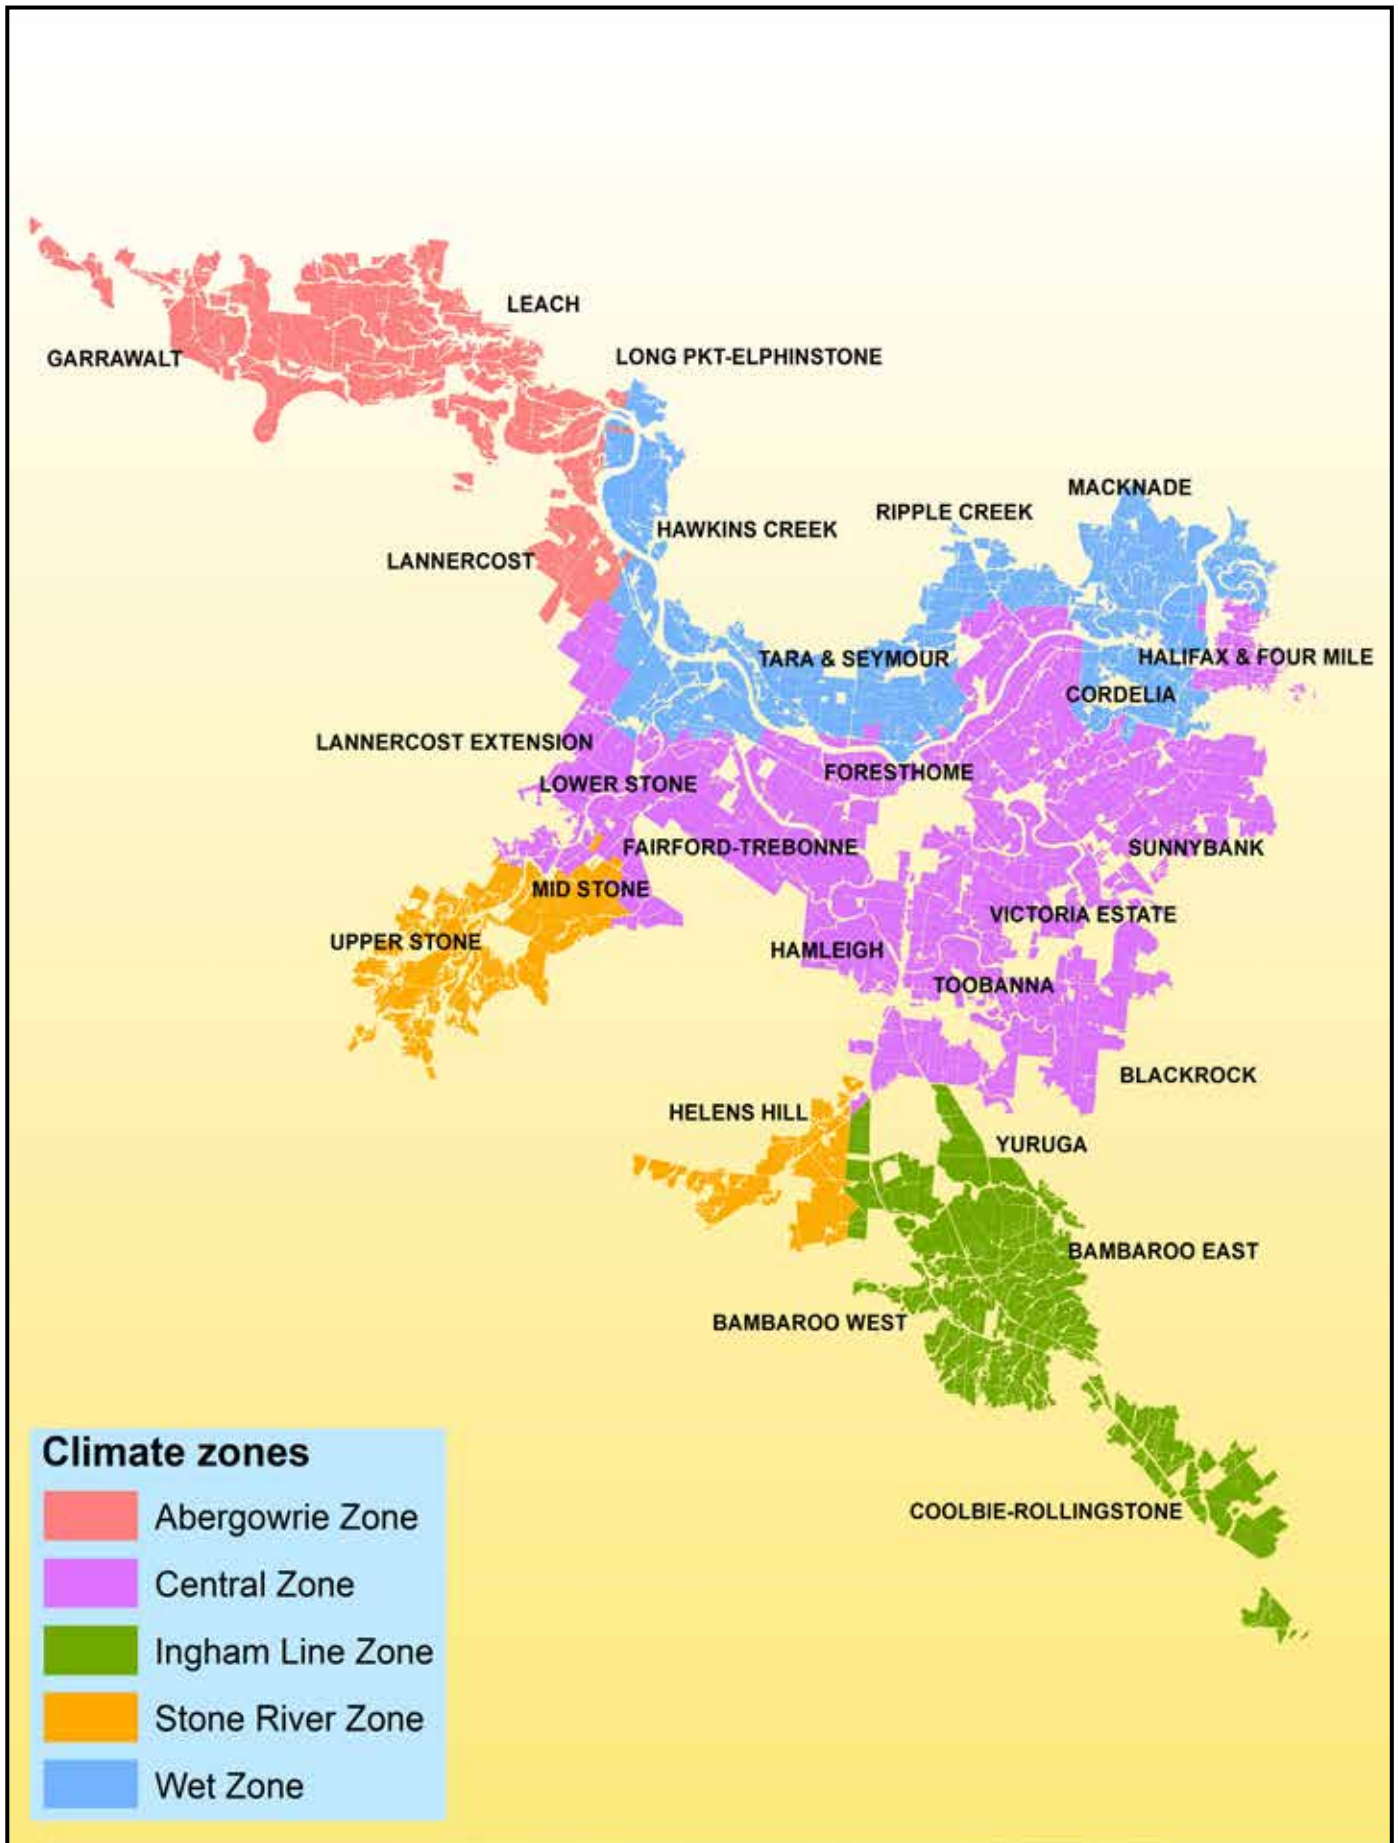 LEACH
GARRAWALT
LONG PKT-ELPHINSTONE
MACKNADE
RIPPLE CREEK
HAWKINS CREEK
LANNERCOST
TARA & SEYMOUR
HALIFAX & FOUR MILE
CORDELIA
LANNERCOST EXTENSION
FORESTHOME
LOWER STONE
FAIRFORD-TREBONNE
SUNNYBANK
MID STONE
VICTORIA ESTATE
UPPER STONE
HAMLEIGH
TOOBANNA
BLACKROCK
HELENS HILL
YURUGA
BAMBAROO EAST
BAMBAROO WEST
COOLBIE-ROLLINGSTONE
Climate zones
Abergowrie Zone
Central Zone
Ingham Line Zone
Stone River Zone
Wet Zone